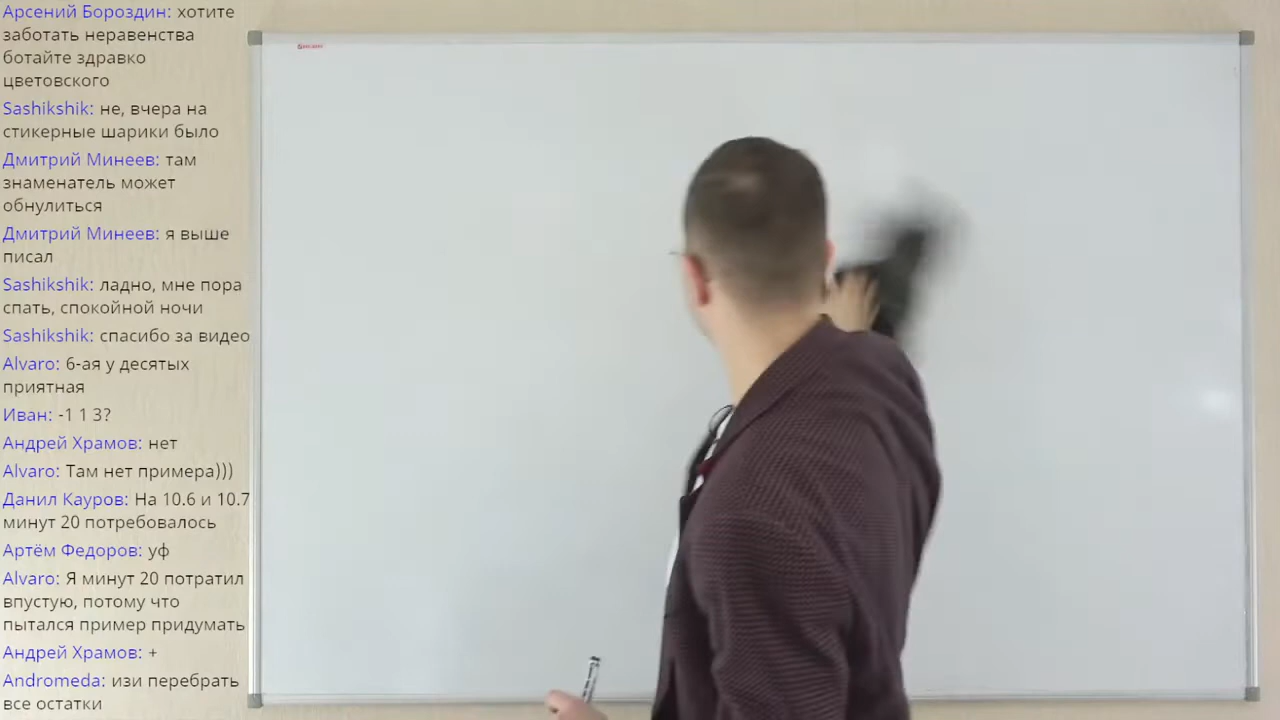 Арсений Бороздин: хотите
заботать неравенства
ботайте здравко
цветовского
Sashikshik: не, вчера на
стикерные шарики было
Дмитрий Минеев: там
знаменатель может
обнулиться
Дмитрий Минеев: я выше
писал
Sashikshik: ладно, мне пора
спать, спокойной ночи
Sashikshik: спасибо за видео
Alvaro: 6-ая у десятых
приятная
Иван: -1 1 3?
Андрей Храмов: нет
Alvaro: Там нет примера)))
Данил Кауров: На 10.6 и 10.7
минут 20 потребовалось
Артём Федоров: уф
Alvaro: Я минут 20 потратил
впустую, потому что
пытался пример придумать
Андрей Храмов: +
Andromeda: изи перебрать
все остатки